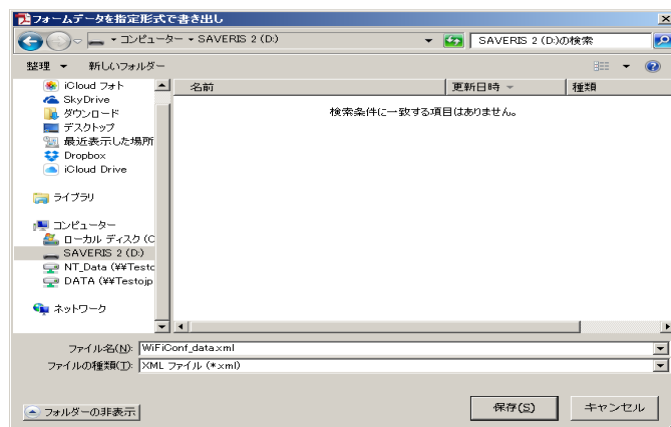 フォームデータを指定形式で書き出し
コンピューター SAVERIS 2 (D:)
SAVERIS 2 (D:)の検索
整理 新しいフォルダー
iCloud フォト
SkyDrive
ダウンロード
デスクトップ
最近表示した場所
Dropbox
iCloud Drive
ライブラリ
コンピューター
ローカル ディスク (C
SAVERIS 2 (D:)
NT_Data (¥¥Testc
DATA (¥¥Testojp
ネットワーク
名前 更新日時 種類
検索条件に一致する項目はありません。
ファイル名(N): WiFiConf_data.xml
ファイルの種類(T): XML ファイル (*.xml)
フォルダーの非表示
保存(S) キャンセル